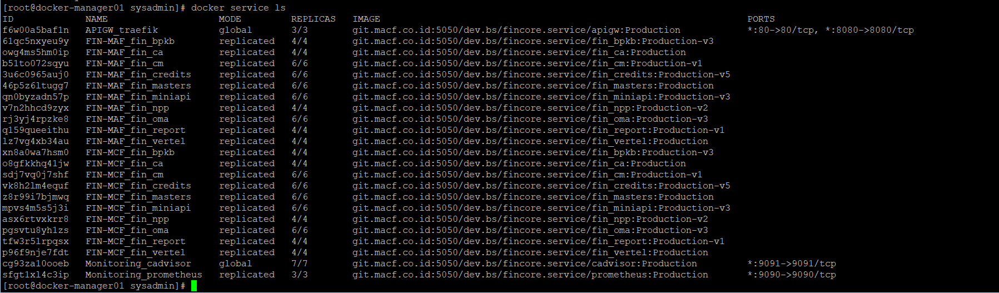 [root@docker-manager01 sysadmin]# docker service ls
ID NAME MODE REPLICAS IMAGE PORTS
f6w00a5baf1n APIGW_traefik global 3/3 git.macf.co.id:5050/dev.bs/fincore.service/apigw:Production *:80->80/tcp, *:8080->8080/tcp
61qc5nxyeu9y FIN-MAF_fin_bpkb replicated 4/4 git.macf.co.id:5050/dev.bs/fincore.service/fin_bpkb:Production-v3
owg4ms5hm0ip FIN-MAF_fin_ca replicated 4/4 git.macf.co.id:5050/dev.bs/fincore.service/fin_ca:Production
b51to072sqyu FIN-MAF_fin_cm replicated 6/6 git.macf.co.id:5050/dev.bs/fincore.service/fin_cm:Production-v1
3u6c0965auj0 FIN-MAF_fin_credits replicated 6/6 git.macf.co.id:5050/dev.bs/fincore.service/fin_credits:Production-v5
46p5z6ltugg7 FIN-MAF_fin_masters replicated 6/6 git.macf.co.id:5050/dev.bs/fincore.service/fin_masters:Production
qn0byzadn57p FIN-MAF_fin_miniapi replicated 6/6 git.macf.co.id:5050/dev.bs/fincore.service/fin_miniapi:Production-v3
v7n2hhcd9zyx FIN-MAF_fin_npp replicated 4/4 git.macf.co.id:5050/dev.bs/fincore.service/fin_npp:Production-v2
rj3yj4rpzke8 FIN-MAF_fin_oma replicated 6/6 git.macf.co.id:5050/dev.bs/fincore.service/fin_oma:Production-v3
q159queeithu FIN-MAF_fin_report replicated 4/4 git.macf.co.id:5050/dev.bs/fincore.service/fin_report:Production-v1
lz7vg4xb34au FIN-MAF_fin_vertel replicated 4/4 git.macf.co.id:5050/dev.bs/fincore.service/fin_vertel:Production
xn8a0wa7hsm0 FIN-MCF_fin_bpkb replicated 4/4 git.macf.co.id:5050/dev.bs/fincore.service/fin_bpkb:Production-v3
o8gfkkhq41jw FIN-MCF_fin_ca replicated 4/4 git.macf.co.id:5050/dev.bs/fincore.service/fin_ca:Production
sdj7vq0j7shf FIN-MCF_fin_cm replicated 6/6 git.macf.co.id:5050/dev.bs/fincore.service/fin_cm:Production-v1
vk8h2lm4equf FIN-MCF_fin_credits replicated 6/6 git.macf.co.id:5050/dev.bs/fincore.service/fin_credits:Production-v5
z8r99i7bjmwq FIN-MCF_fin_masters replicated 6/6 git.macf.co.id:5050/dev.bs/fincore.service/fin_masters:Production
mpvs4m5s5j3i FIN-MCF_fin_miniapi replicated 6/6 git.macf.co.id:5050/dev.bs/fincore.service/fin_miniapi:Production-v3
asx6rtvxkrr8 FIN-MCF_fin_npp replicated 4/4 git.macf.co.id:5050/dev.bs/fincore.service/fin_npp:Production-v2
pgsvtu8yh1zs FIN-MCF_fin_oma replicated 6/6 git.macf.co.id:5050/dev.bs/fincore.service/fin_oma:Production-v3
tfw3r5lrpqsx FIN-MCF_fin_report replicated 4/4 git.macf.co.id:5050/dev.bs/fincore.service/fin_report:Production-v1
p96f9nje7fdt FIN-MCF_fin_vertel replicated 4/4 git.macf.co.id:5050/dev.bs/fincore.service/fin_vertel:Production
cg93za10ooeb Monitoring_cadvisor global 7/7 git.macf.co.id:5050/dev.bs/fincore.service/cadvisor:Production *:9091->9091/tcp
sfgt1xl4c3ip Monitoring_prometheus replicated 3/3 git.macf.co.id:5050/dev.bs/fincore.service/prometheus:Production *:9090->9090/tcp
[root@docker-manager01 sysadmin]#